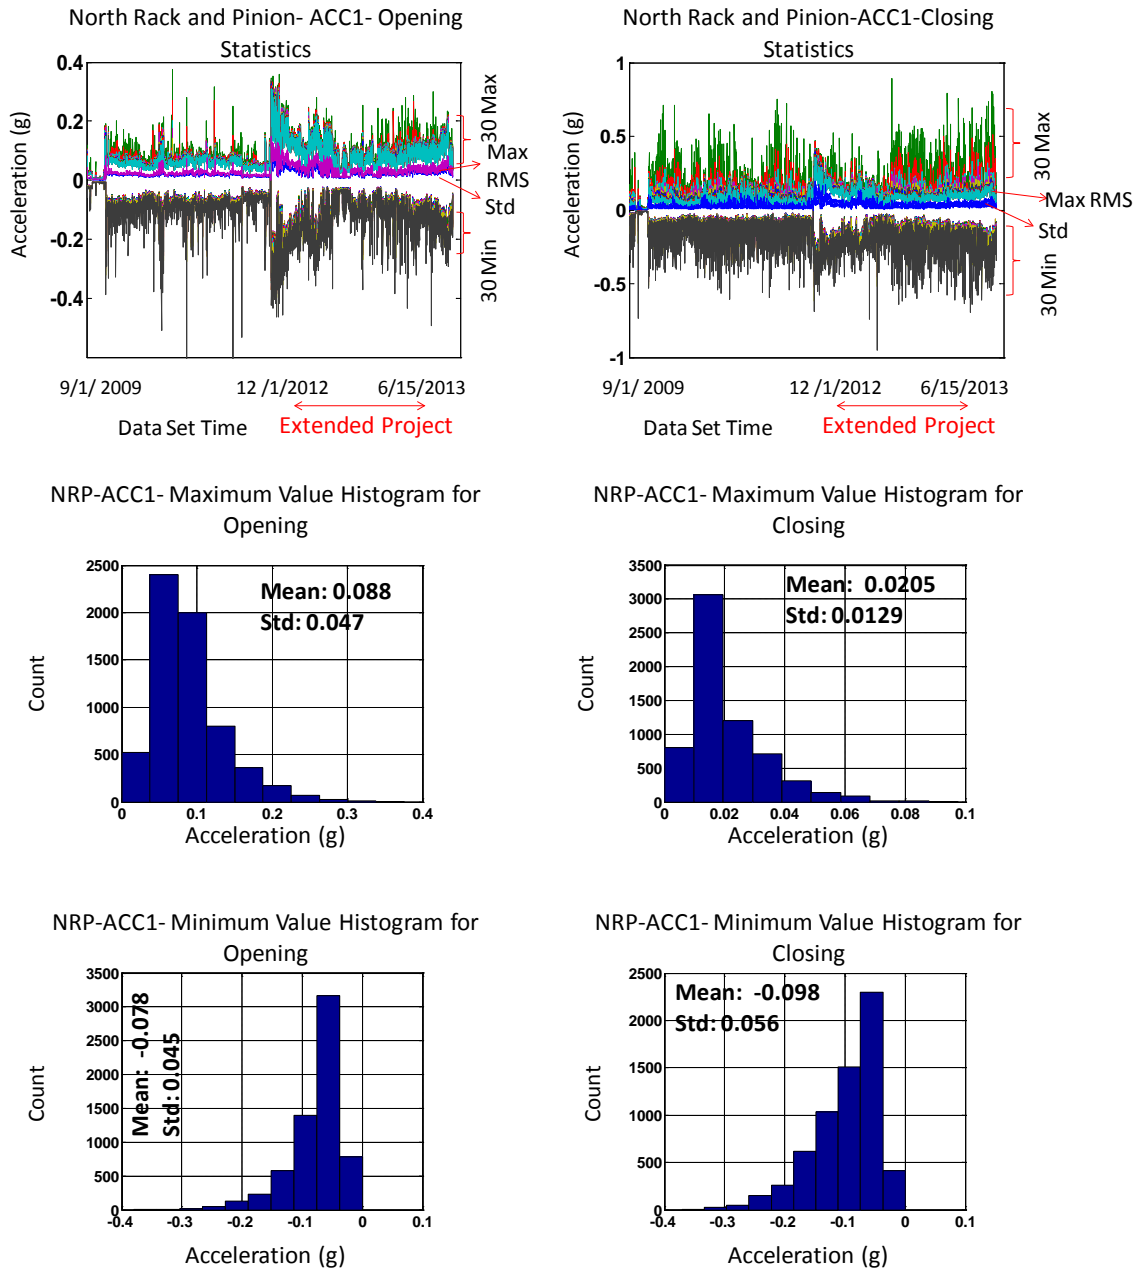 North Rack and Pinion- ACC1- Opening
Statistics
0.4
0.2
0
-0.2
-0.4
Acceleration (g)
30 Max
Max
RMS
Std
30 Min
9/1/ 2009
12 /1/2012
6/15/2013
Data Set Time
Extended Project
North Rack and Pinion-ACC1-Closing
Statistics
1
0.5
0
-0.5
-1
Acceleration (g)
30 Max
Max RMS
Std
30 Min
9/1/ 2009
12 /1/2012
6/15/2013
Data Set Time
Extended Project
NRP-ACC1- Maximum Value Histogram for
Opening
2500
2000
1500
1000
500
0
Count
Mean: 0.088
Std: 0.047
0
0.1
0.2
0.3
0.4
Acceleration (g)
NRP-ACC1- Maximum Value Histogram for
Closing
3500
3000
2500
2000
1500
1000
500
0
Count
Mean: 0.0205
Std: 0.0129
0
0.02
0.04
0.06
0.08
0.1
Acceleration (g)
NRP-ACC1- Minimum Value Histogram for
Opening
3500
3000
2500
2000
1500
1000
500
0
Count
Mean: -0.078
Std: 0.045
-0.4
-0.3
-0.2
-0.1
0
0.1
Acceleration (g)
NRP-ACC1- Minimum Value Histogram for
Closing
2500
2000
1500
1000
500
0
Count
Mean: -0.098
Std: 0.056
-0.4
-0.3
-0.2
-0.1
0
0.1
Acceleration (g)